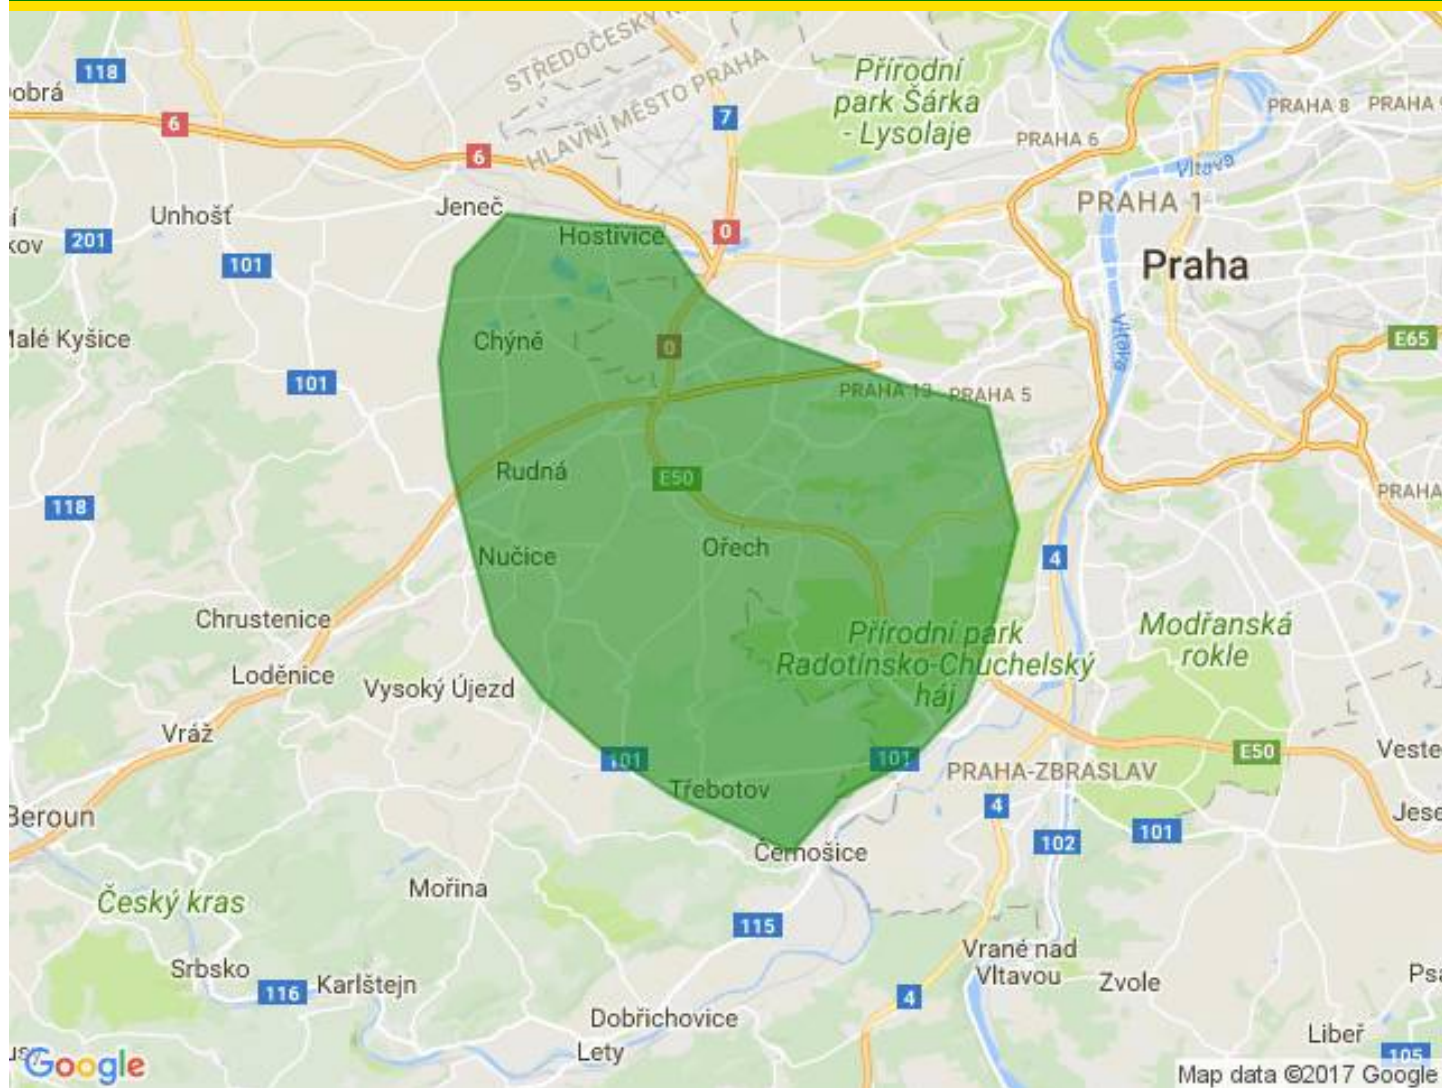 STŘEDOČESKÝ
118
obrá
6
HLAVNÍ MĚSTO PRAHA
7
Přírodní
park Šárka
- Lysolaje
PRAHA 8
PRAHA
PRAHA 6
6
Vltava
Jeneč
Unhošť
kov
201
101
Hostivice
0
PRAHA 1
Praha
Malé Kyšice
Chýně
0
Vltava
E65
101
PRAHA 13
PRAHA 5
Rudná
E50
118
PRAHA
Nučice
Ořech
4
Chrustenice
Přírodní park
Radotínsko-Chuchelský
háj
Modřanská
rokle
Loděnice
Vysoký Újezd
Vráž
101
101
PRAHA-ZBRASLAV
E50
Veste
Třebotov
4
Beroun
102
101
Jese
Černošice
Mořina
Český kras
115
Srbsko
116
Karlštejn
Vrané nad
Vltavou
Zvole
Psá
4
Dobřichovice
Lety
Libeř
105
Google
Map data ©2017 Google